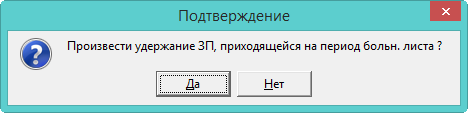 Подтверждение
Произвести удержание ЗП, приходящейся на период больн. листа ?
Да
Нет